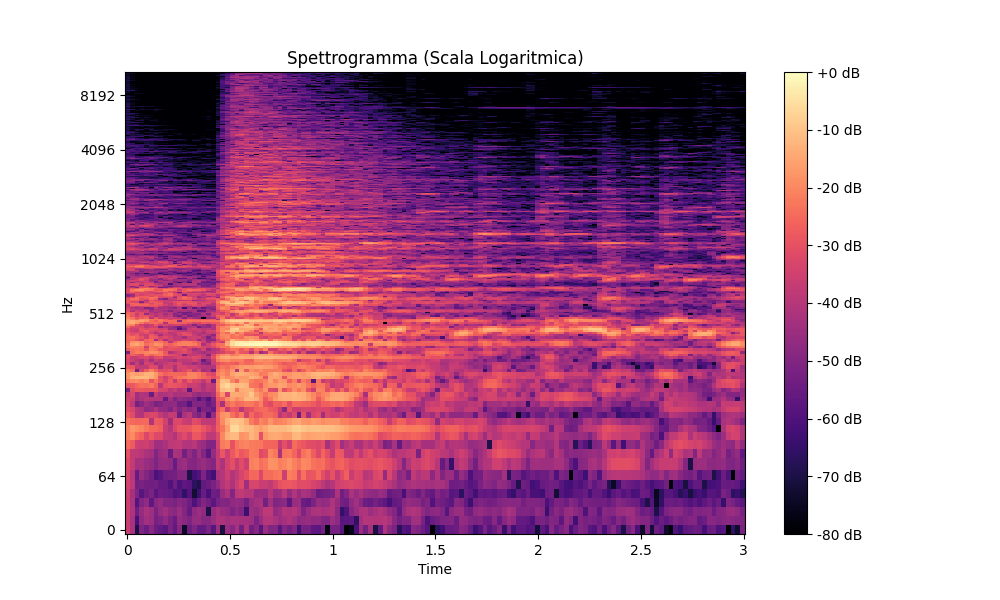 Spettrogramma (Scala Logaritmica)
Hz
8192
4096
2048
1024
512
256
128
64
0
0
0.5
1
1.5
2
2.5
3
Time
+0 dB
-10 dB
-20 dB
-30 dB
-40 dB
-50 dB
-60 dB
-70 dB
-80 dB